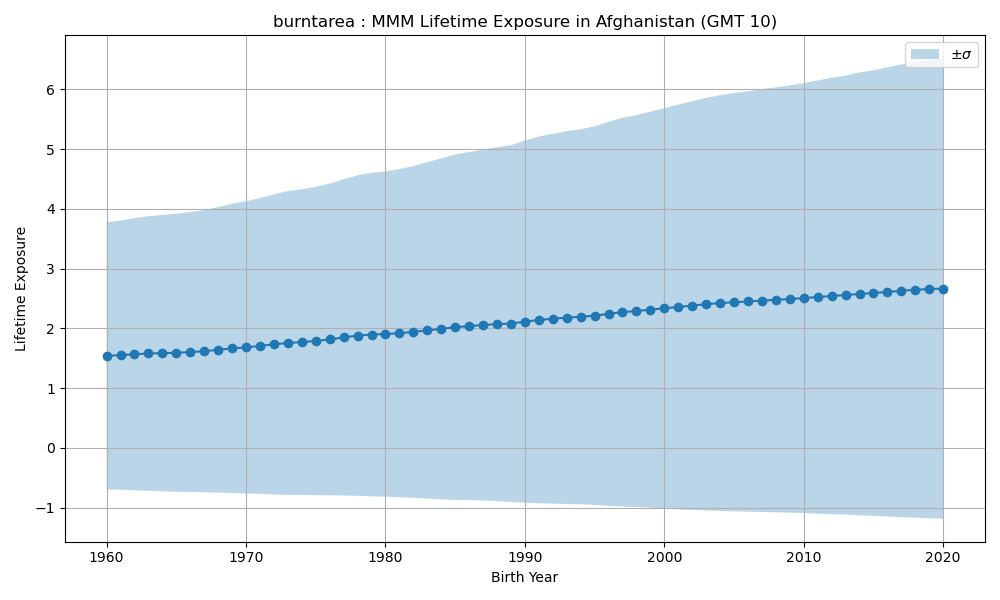 burntarea : MMM Lifetime Exposure in Afghanistan (GMT 10)
±σ
6
5
4
3
2
1
0
−1
Lifetime Exposure
1960 1970 1980 1990 2000 2010 2020
Birth Year